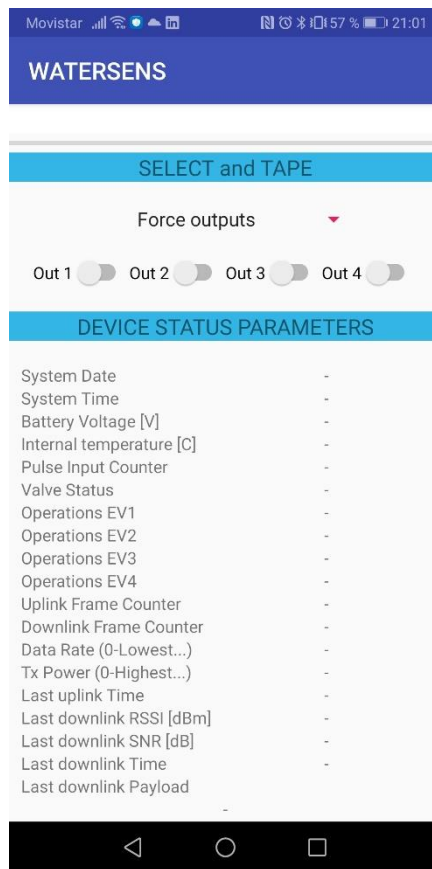 Movistar 57 % 21:01
WATERSENS
SELECT and TAPE
Force outputs
Out 1 Out 2 Out 3 Out 4
DEVICE STATUS PARAMETERS
System Date -
System Time -
Battery Voltage [V] -
Internal temperature [C] -
Pulse Input Counter -
Valve Status -
Operations EV1 -
Operations EV2 -
Operations EV3 -
Operations EV4 -
Uplink Frame Counter -
Downlink Frame Counter -
Data Rate (0-Lowest...) -
Tx Power (0-Highest...) -
Last uplink Time -
Last downlink RSSI [dBm] -
Last downlink SNR [dB] -
Last downlink Time -
Last downlink Payload
-